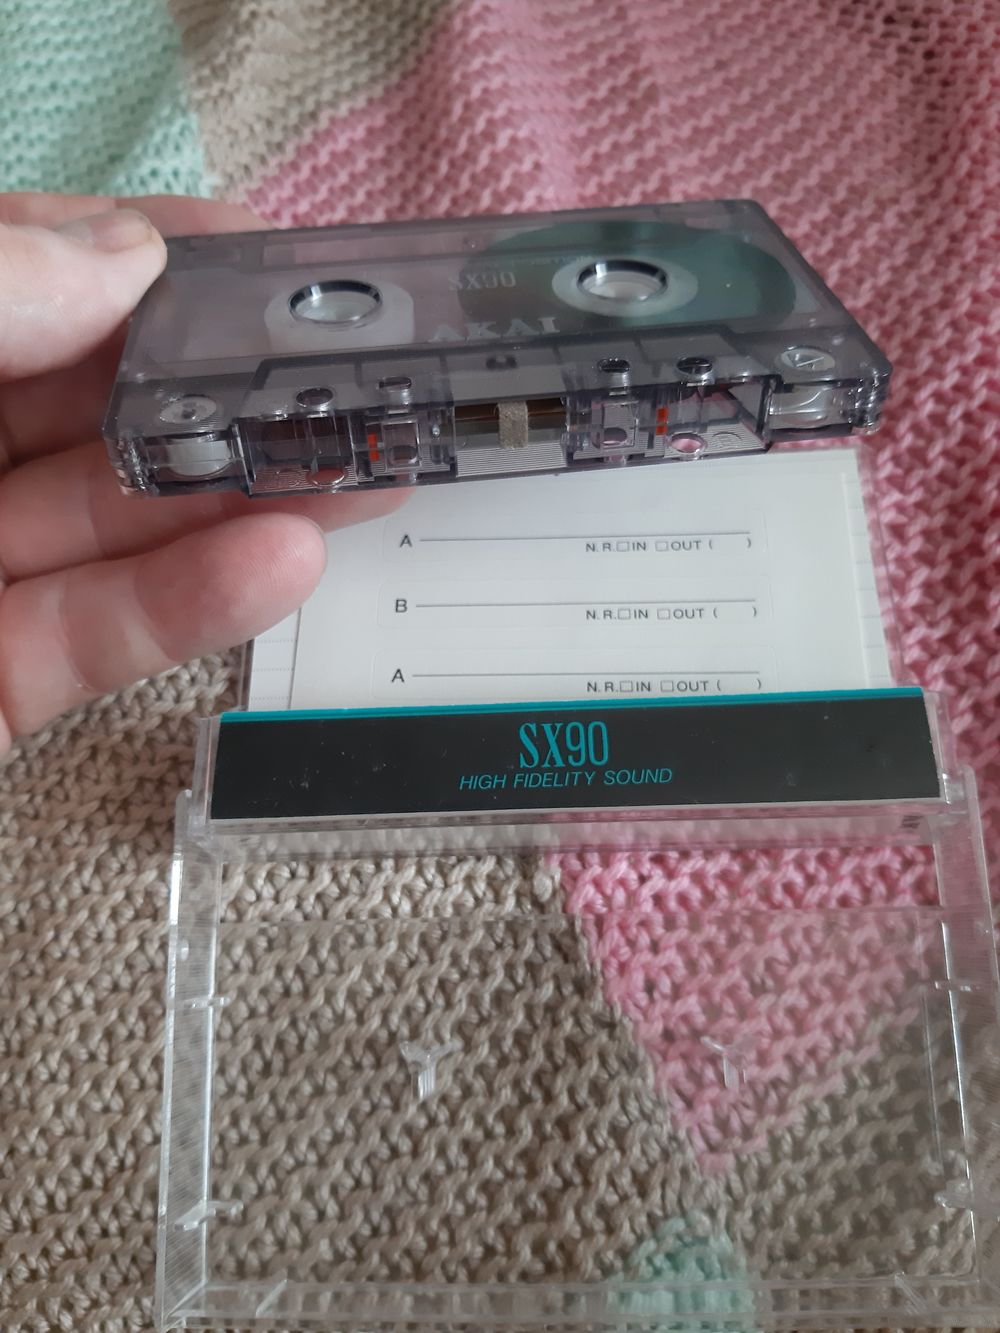 SX90
AKAI
A
N.R.□IN □OUT ( )
B
N.R.□IN □OUT ( )
A
N.R.□IN □OUT ( )
SX90
HIGH FIDELITY SOUND